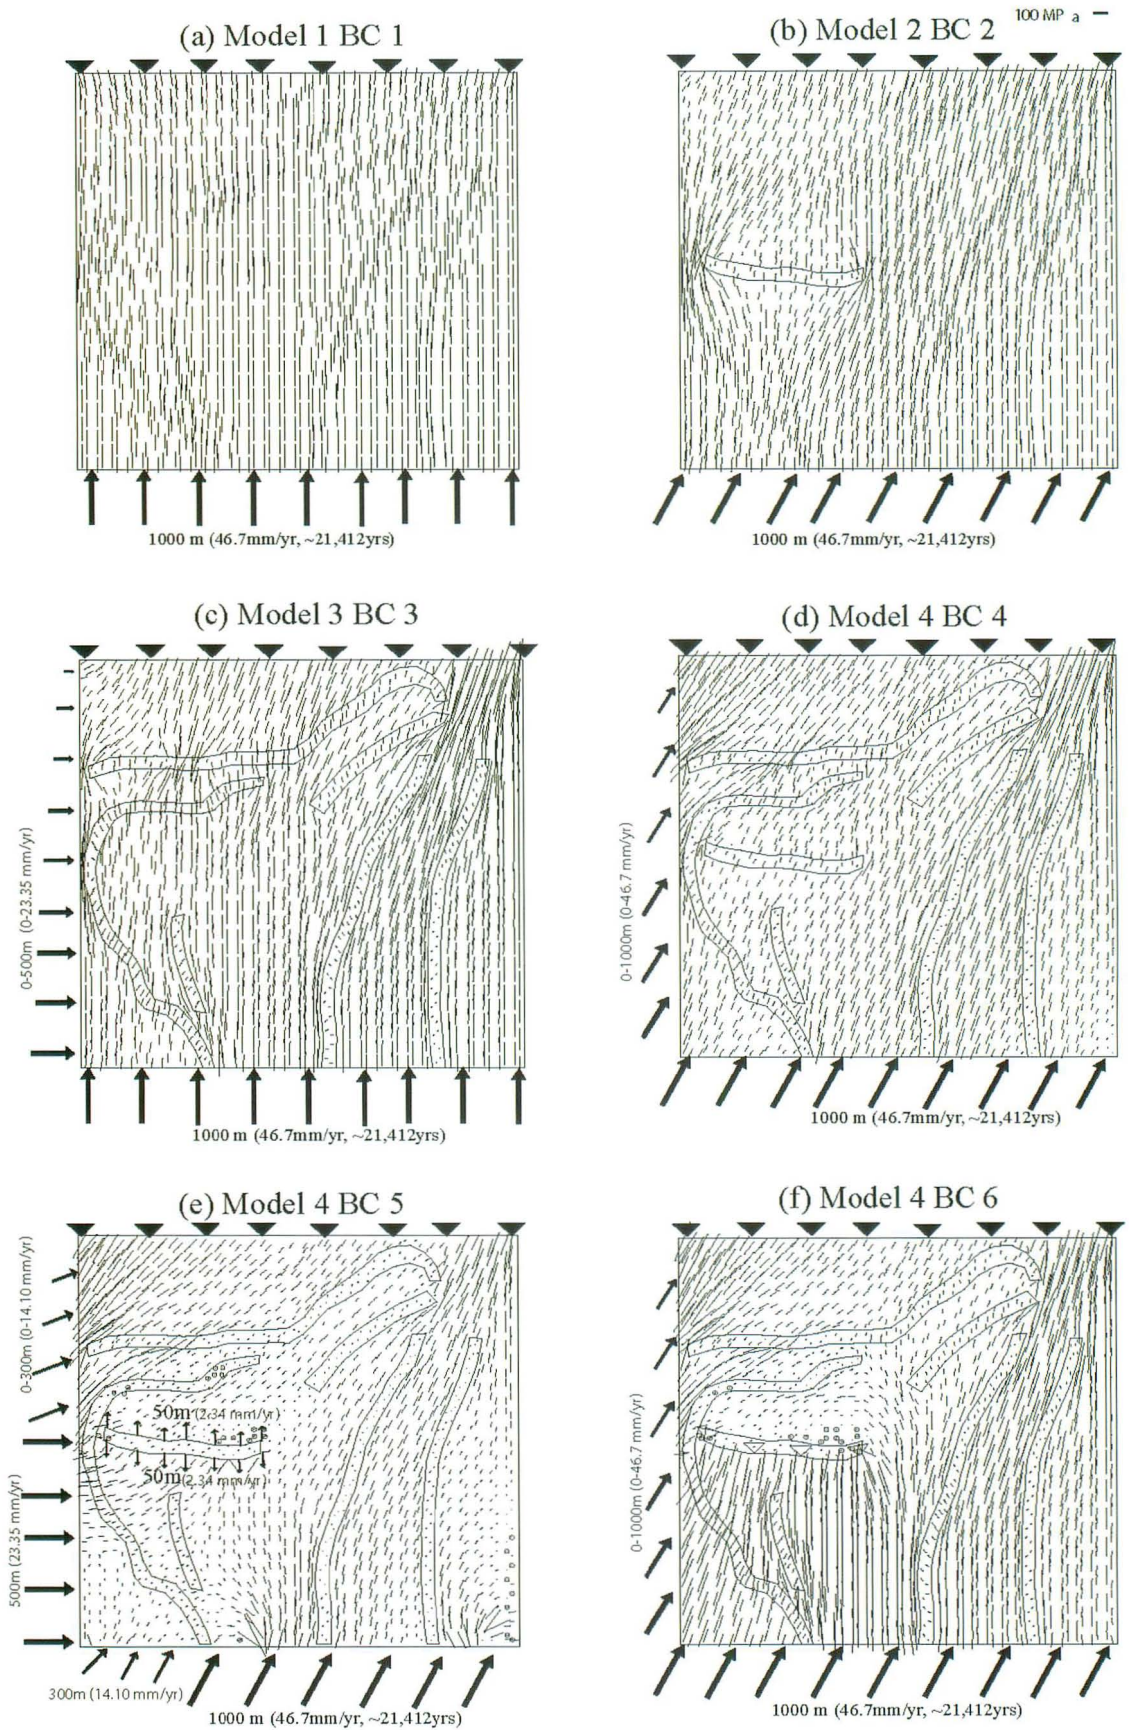 100 MP a
(a) Model 1 BC 1
(b) Model 2 BC 2
1000 m (46.7mm/yr, ~21,412yrs)
1000 m (46.7mm/yr, ~21,412yrs)
(c) Model 3 BC 3
(d) Model 4 BC 4
0-500m (0-23.35 mm/yr)
0-1000m (0-46.7 mm/yr)
1000 m (46.7mm/yr, ~21,412yrs)
1000 m (46.7mm/yr, ~21,412yrs)
(e) Model 4 BC 5
(f) Model 4 BC 6
0-300m (0-14.10 mm/yr)
50m (2.34 mm/yr)
50m (2.34 mm/yr)
500m (23.35 mm/yr)
0-1000m (0-46.7 mm/yr)
300m (14.10 mm/yr)
1000 m (46.7mm/yr, ~21,412yrs)
1000 m (46.7mm/yr, ~21,412yrs)